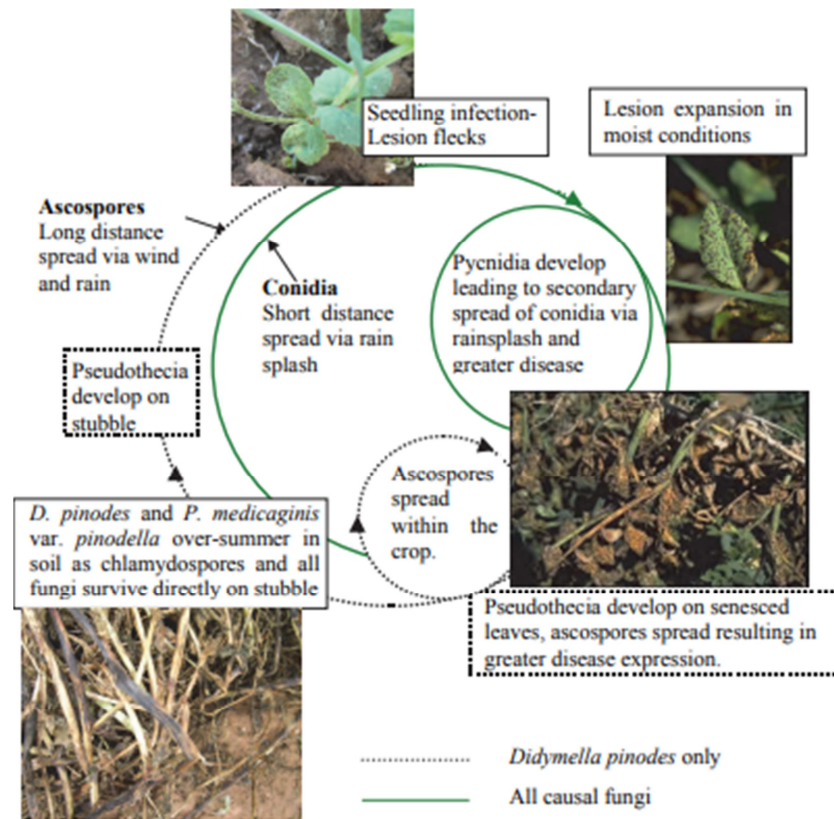 Seedling infection-
Lesion flecks
Lesion expansion in
moist conditions
Ascospores
Long distance
spread via wind
and rain
Conidia
Short distance
spread via rain
splash
Pycnidia develop
leading to secondary
spread of conidia via
rainsplash and
greater disease
Pseudothecia
develop on
stubble
Ascospores
spread
within the
crop.
D. pinodes and P. medicaginis
var. pinodella over-summer in
soil as chlamydospores and all
fungi survive directly on stubble
Pseudothecia develop on senesced
leaves, ascospores spread resulting in
greater disease expression.
Didymella pinodes only
All causal fungi